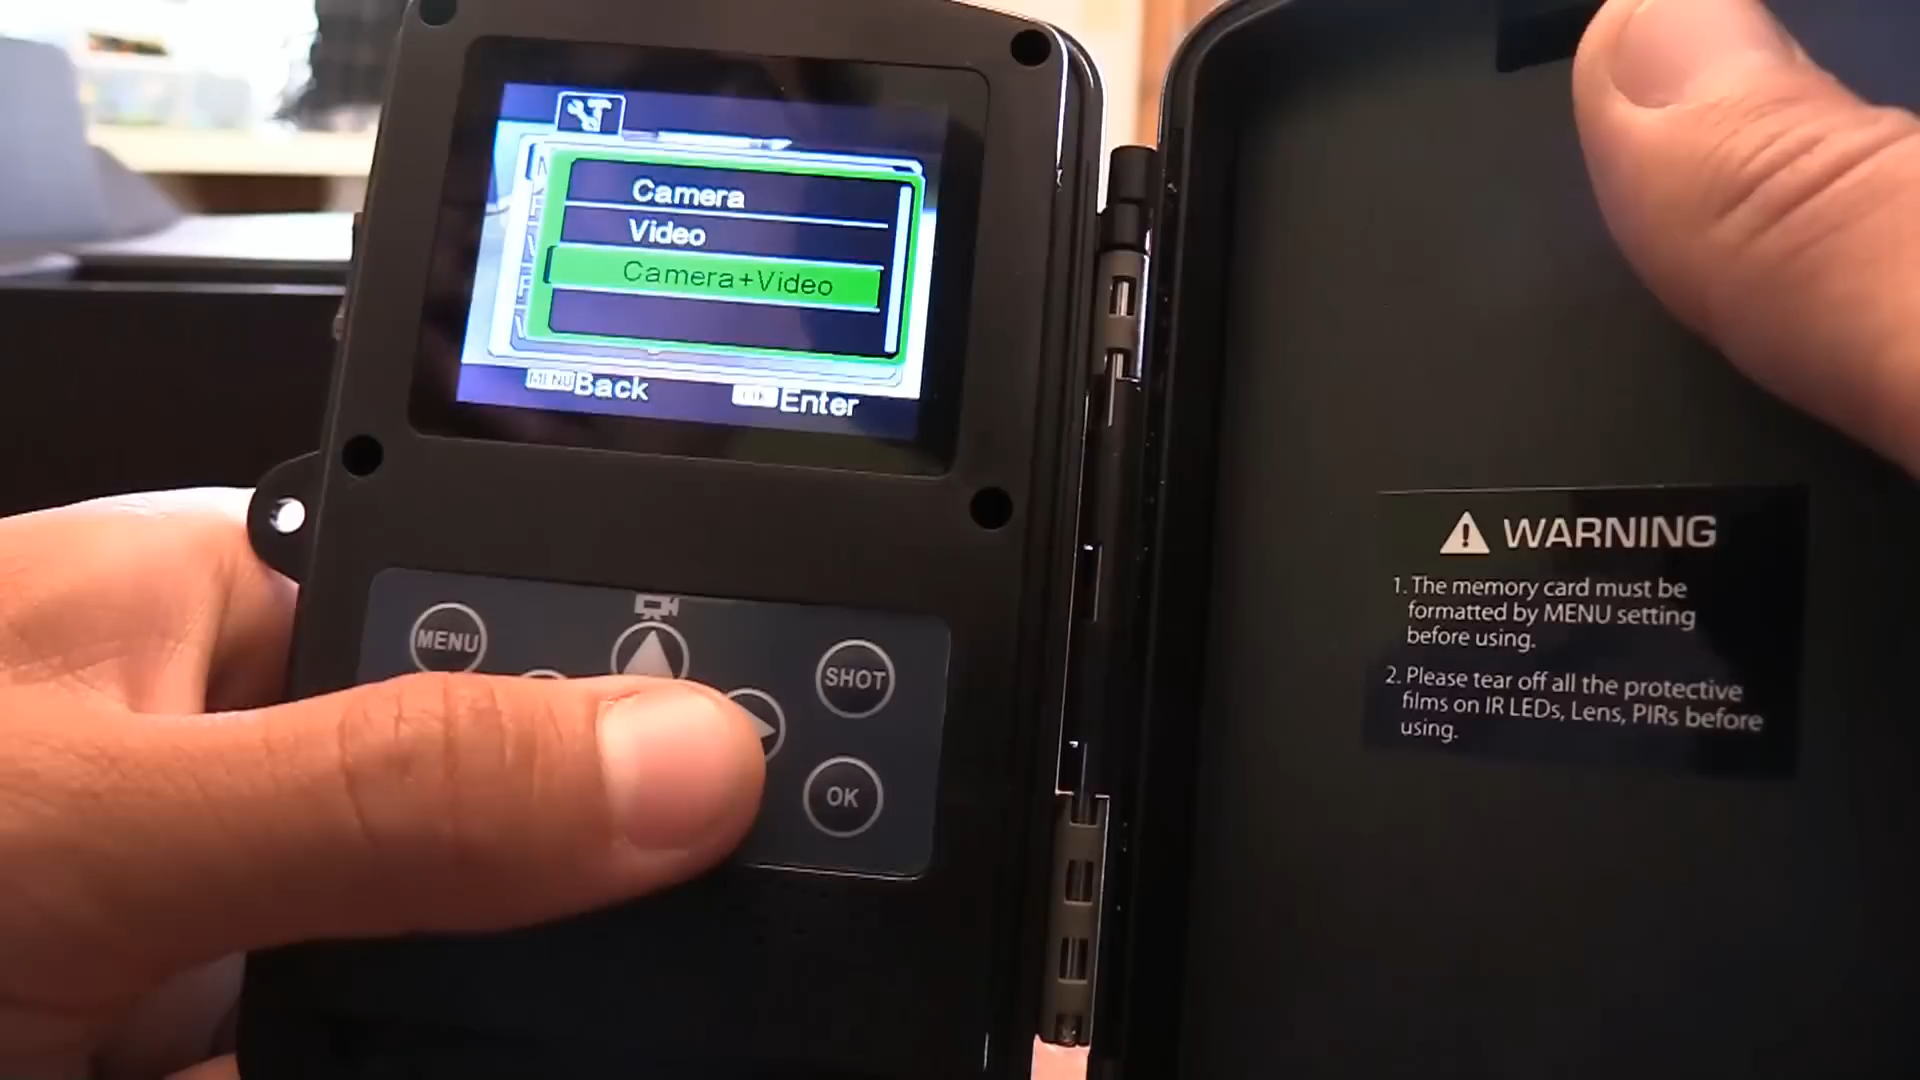 Camera
Video
Camera+Video
MENU Back
OK Enter
MENU
SHOT
OK
WARNING
1. The memory card must be
formatted by MENU setting
before using.
2. Please tear off all the protective
films on IR LEDs, Lens, PIRs before
using.